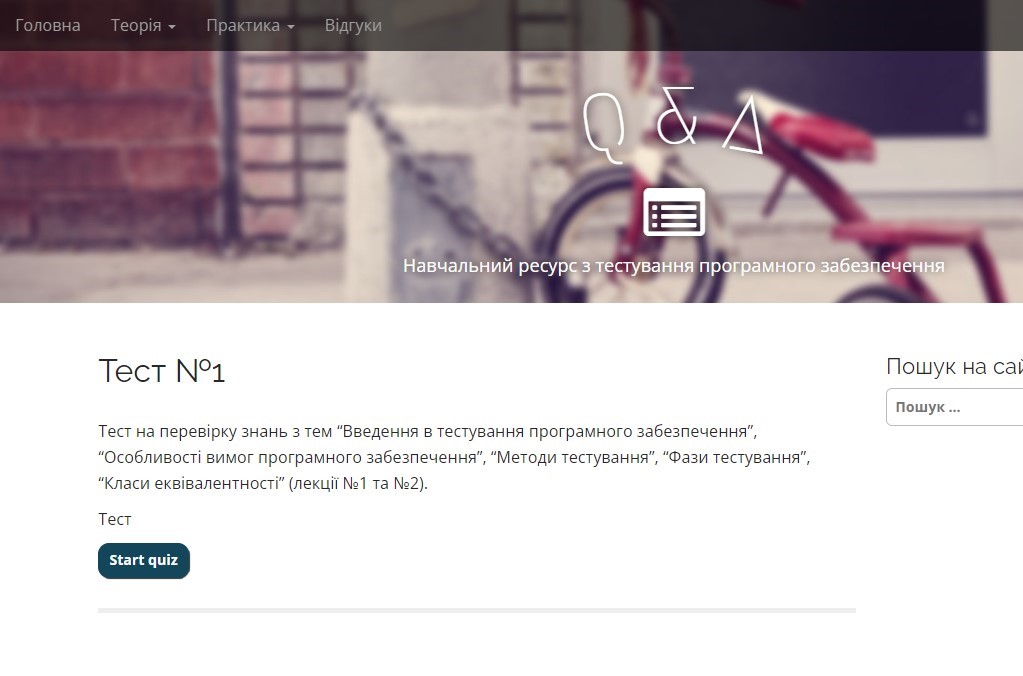 Головна Теорія Практика Відгуки
Q & A
Навчальний ресурс з тестування програмного забезпечення
Тест №1
Тест на перевірку знань з тем “Введення в тестування програмного забезпечення”,
“Особливості вимог програмного забезпечення”, “Методи тестування”, “Фази тестування”,
“Класи еквівалентності” (лекції №1 та №2).
Тест
Start quiz
Пошук на сай
Пошук ...